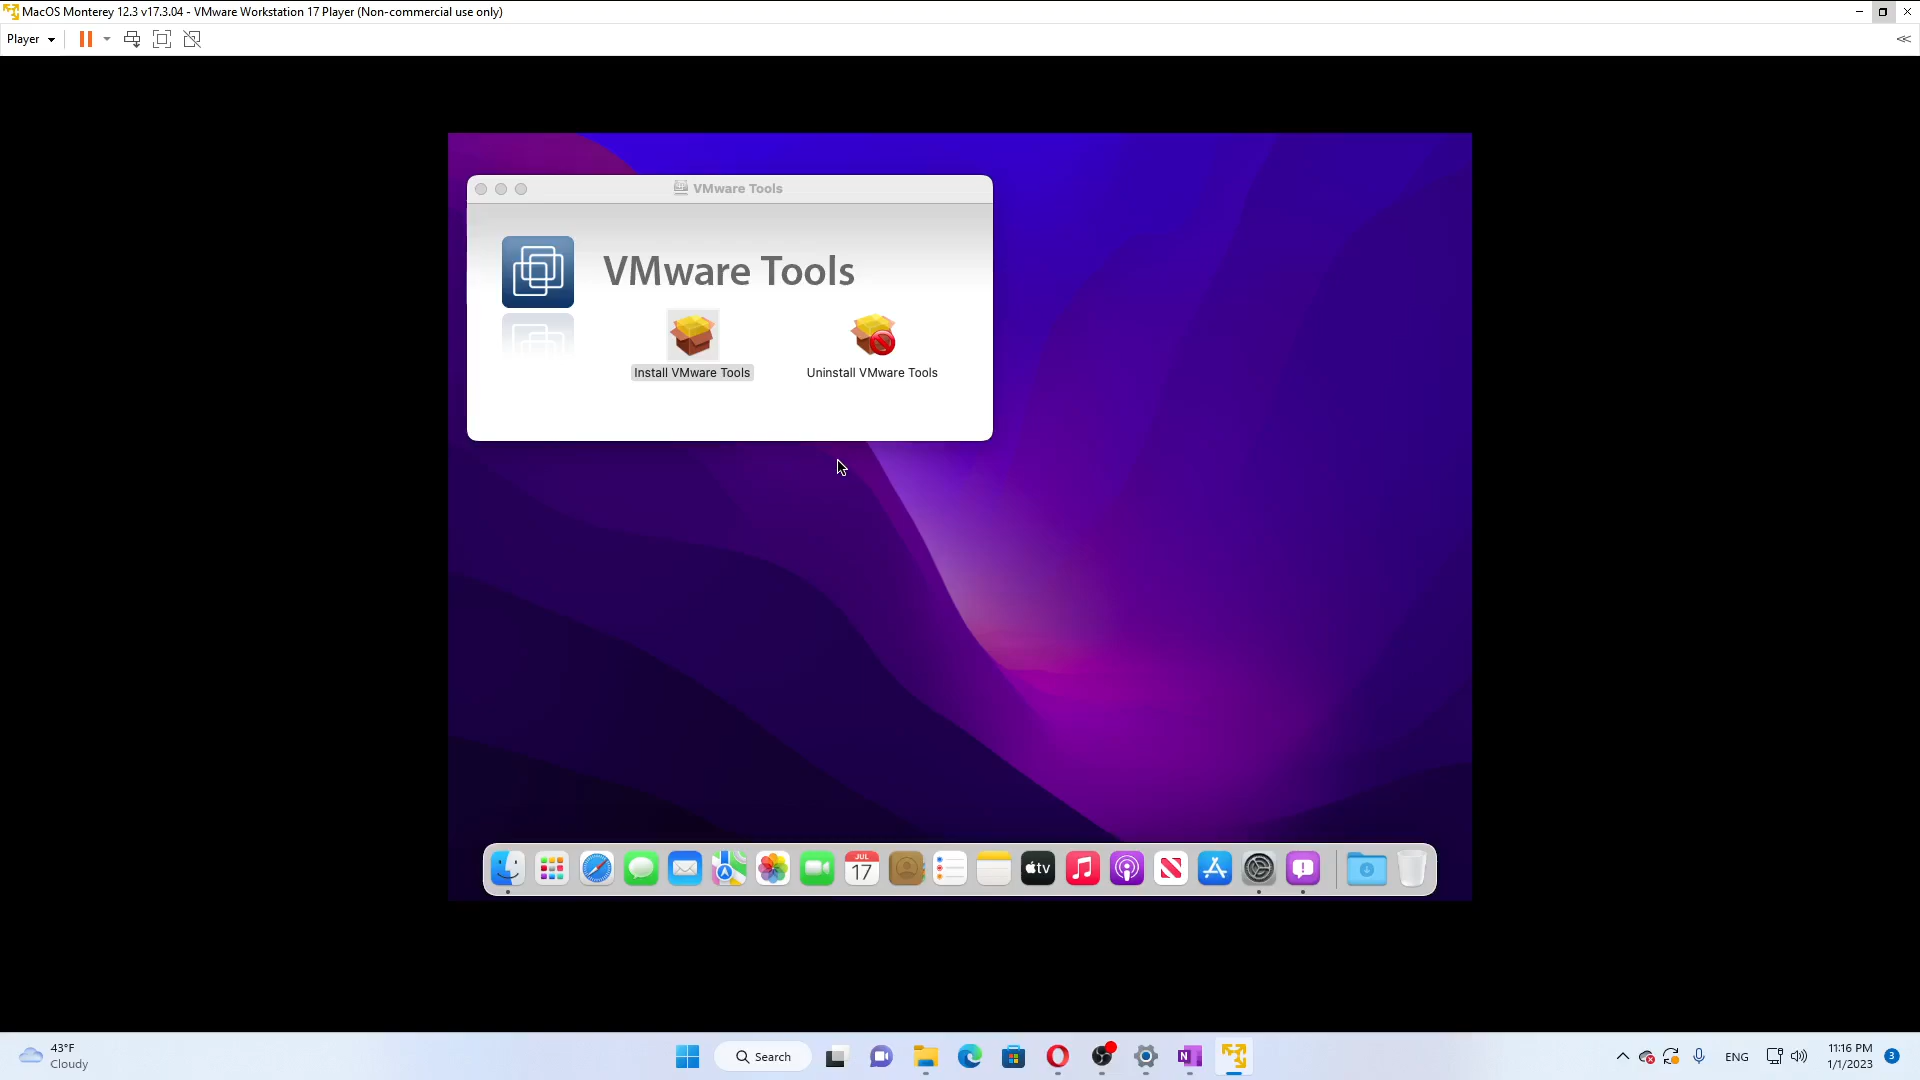 MacOS Monterey 12.3 v17.3.04 - VMware Workstation 17 Player (Non-commercial use only)
Player
VMware Tools
VMware Tools
Install VMware Tools
Uninstall VMware Tools
JUL
17
tv
43°F
Cloudy
Search
N
ENG
11:16 PM
1/1/2023
3